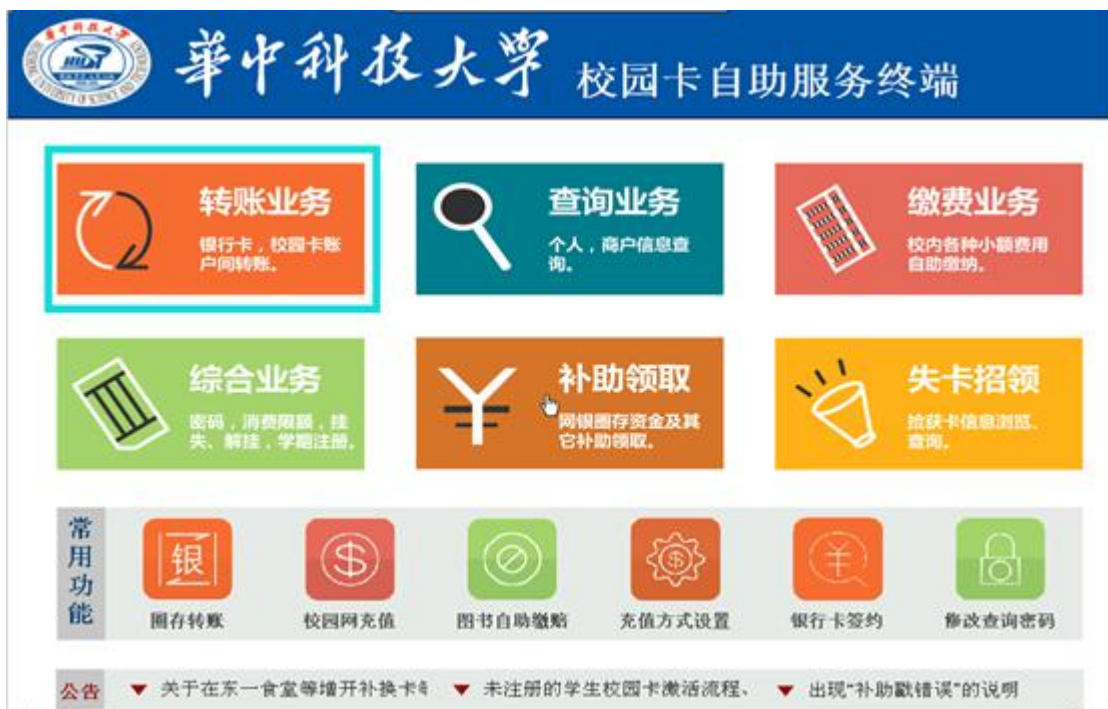 華中科技大学 校园卡自助服务终端
转账业务
银行卡，校园卡账
户间转账。
查询业务
个人，商户信息查
询。
缴费业务
校内各种小额费用
自助缴纳。
综合业务
密码，消费限额，挂
失、解挂，学期注册。
补助领取
网银圈存资金及其
它补助领取。
失卡招领
捡获卡信息浏览、
查询。
常用功能
银
圈存转账
校园网充值
图书自助缴赔
充值方式设置
银行卡签约
修改查询密码
公告
▼ 关于在东一食堂等增开补换卡
▼ 未注册的学生校园卡激活流程、
▼ 出现“补助戳错误”的说明